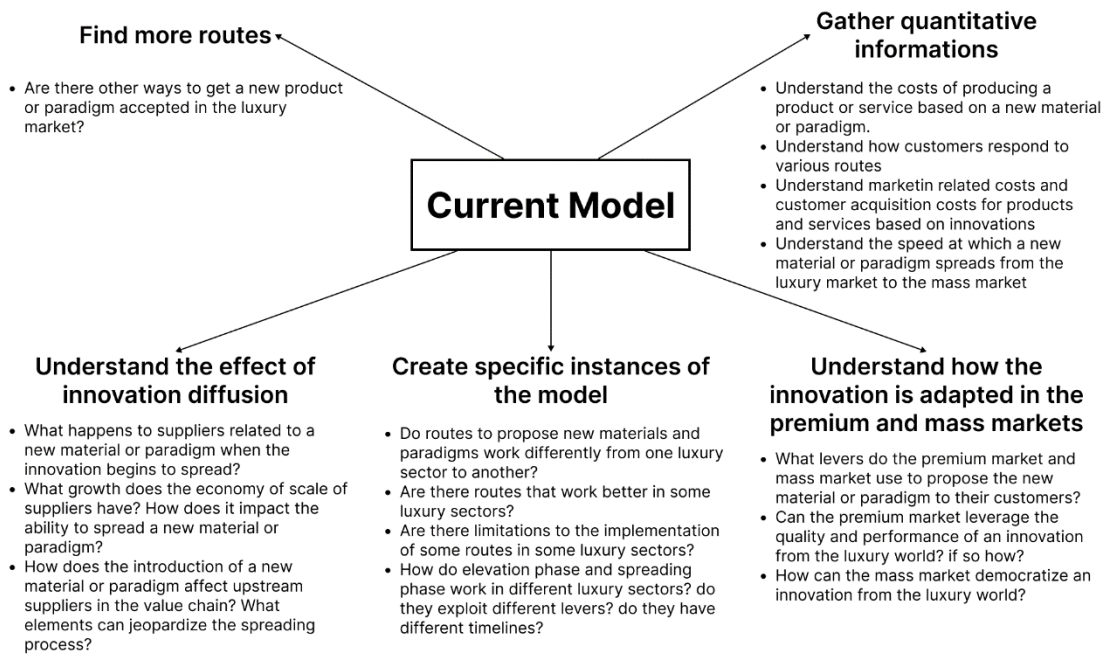 Find more routes
• Are there other ways to get a new product
or paradigm accepted in the luxury
market?
Gather quantitative
informations
• Understand the costs of producing a
product or service based on a new material
or paradigm.
• Understand how customers respond to
various routes
• Understand marketin related costs and
customer acquisition costs for products
and services based on innovations
• Understand the speed at which a new
material or paradigm spreads from the
luxury market to the mass market
Current Model
Understand the effect of
innovation diffusion
• What happens to suppliers related to a
new material or paradigm when the
innovation begins to spread?
• What growth does the economy of scale of
suppliers have? How does it impact the
ability to spread a new material or
paradigm?
• How does the introduction of a new
material or paradigm affect upstream
suppliers in the value chain? What
elements can jeopardize the spreading
process?
Create specific instances of
the model
• Do routes to propose new materials and
paradigms work differently from one luxury
sector to another?
• Are there routes that work better in some
luxury sectors?
• Are there limitations to the implementation
of some routes in some luxury sectors?
• How do elevation phase and spreading
phase work in different luxury sectors? do
they exploit different levers? do they have
different timelines?
Understand how the
innovation is adapted in the
premium and mass markets
• What levers do the premium market and
mass market use to propose the new
material or paradigm to their customers?
• Can the premium market leverage the
quality and performance of an innovation
from the luxury world? if so how?
• How can the mass market democratize an
innovation from the luxury world?